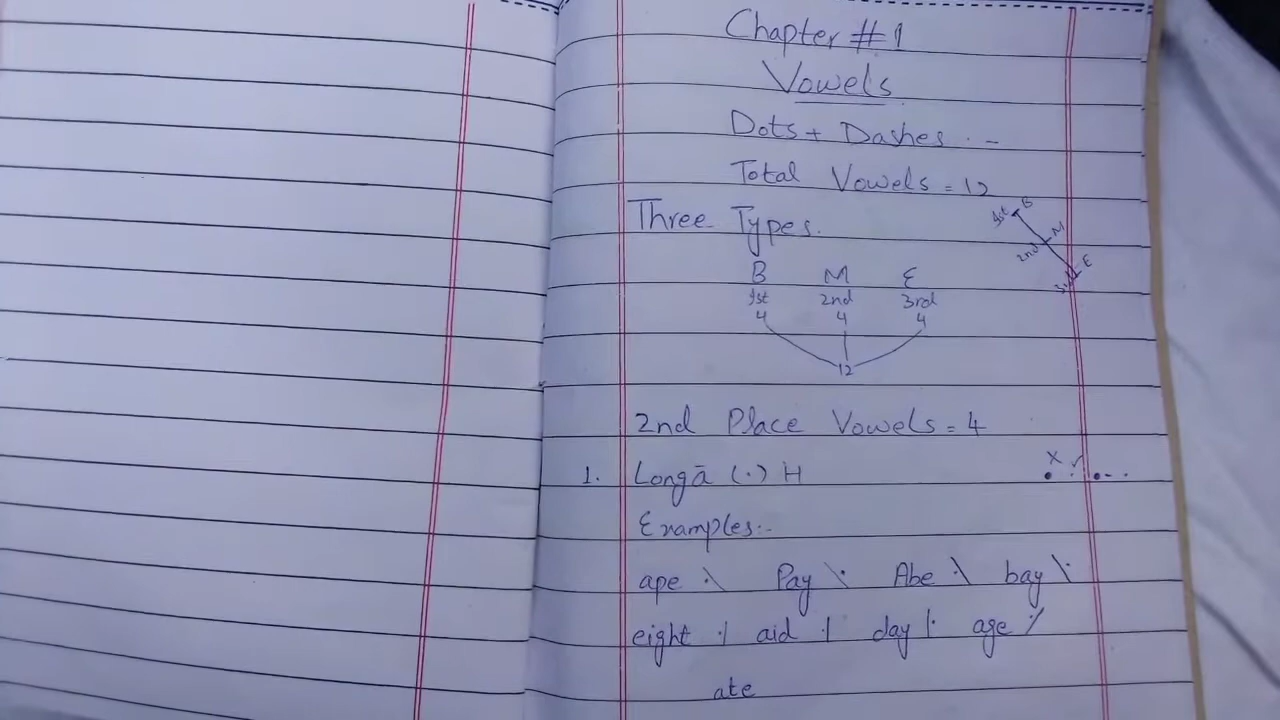 Chapter # 1
Vowels
Dots + Dashes . -
Total Vowels = 12
Three Types.
1st B
2nd M
3rd E
B M E
1st 2nd 3rd
4 4 4
12
2nd Place Vowels = 4
1. Long ā (.) H
Examples:-
ape Pay Abe bay
eight aid day age
ate